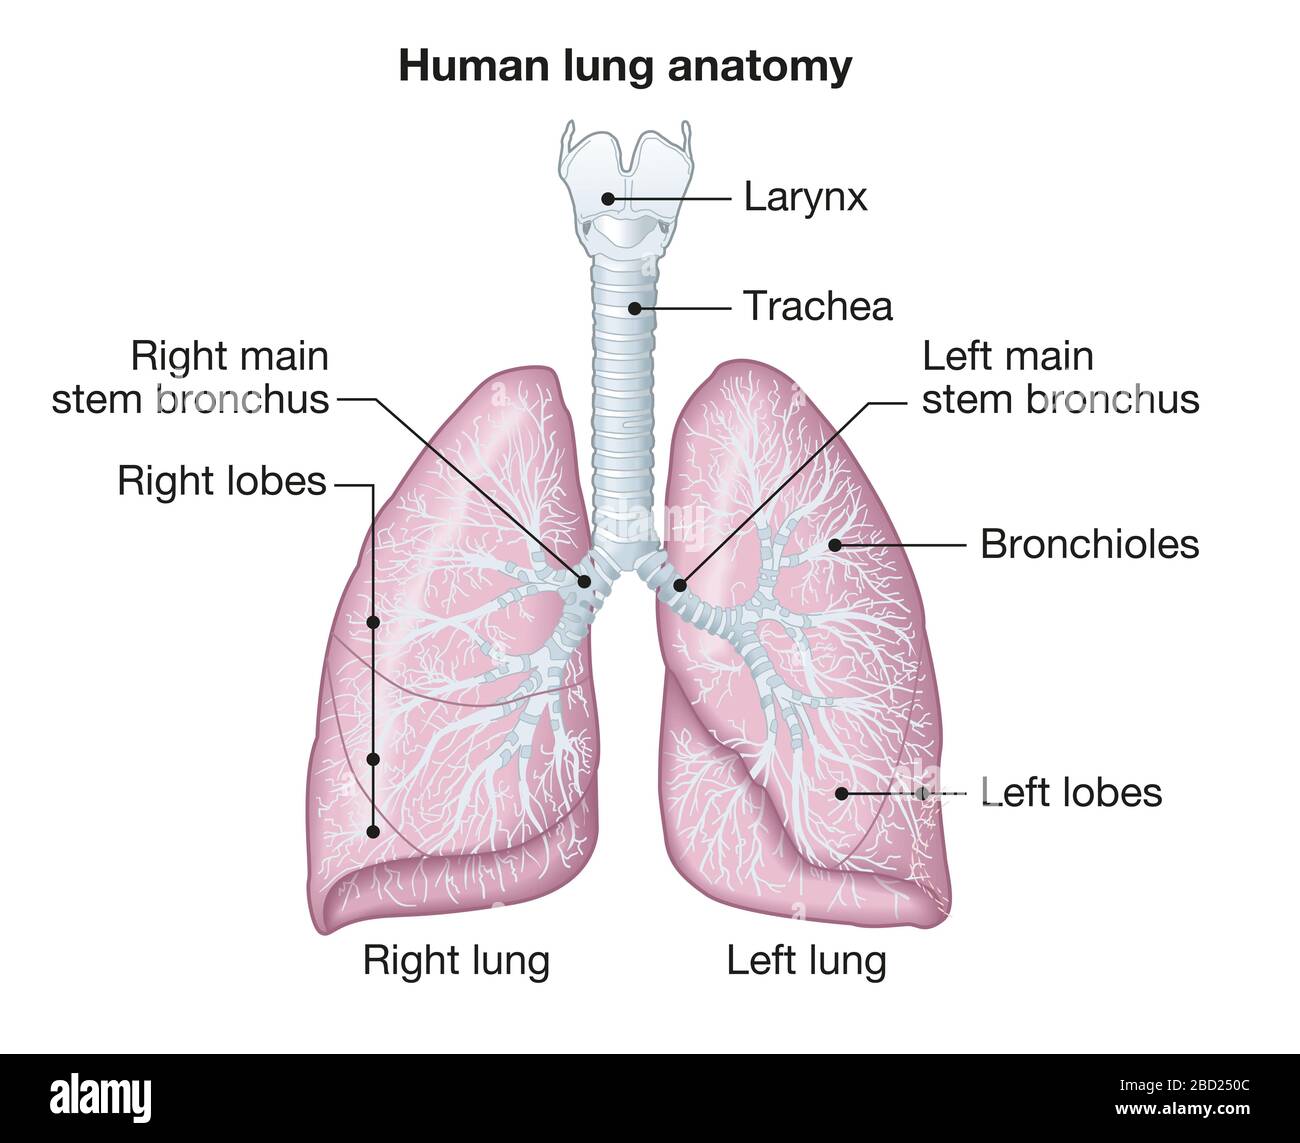 Human lung anatomy
Larynx
Trachea
Right main
stem bronchus
Left main
stem bronchus
Right lobes
Bronchioles
Left lobes
Right lung
Left lung
a
a
a
alamy
a
a
alamy
Image ID: 2BD250C
www.alamy.com